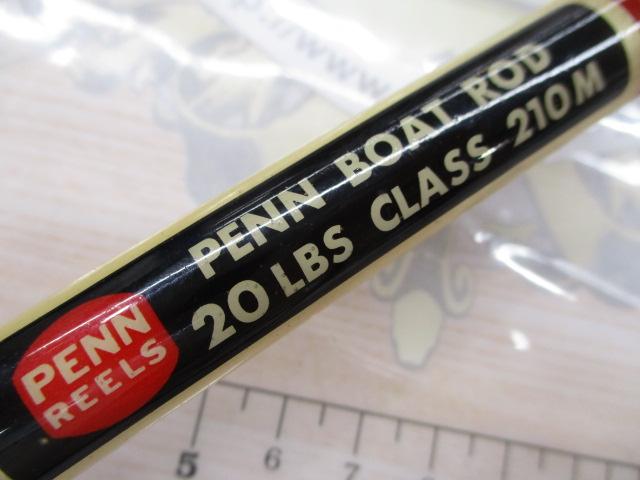 PENN BOAT ROD
20 LBS CLASS 210M
PENN
REELS
5 6 7